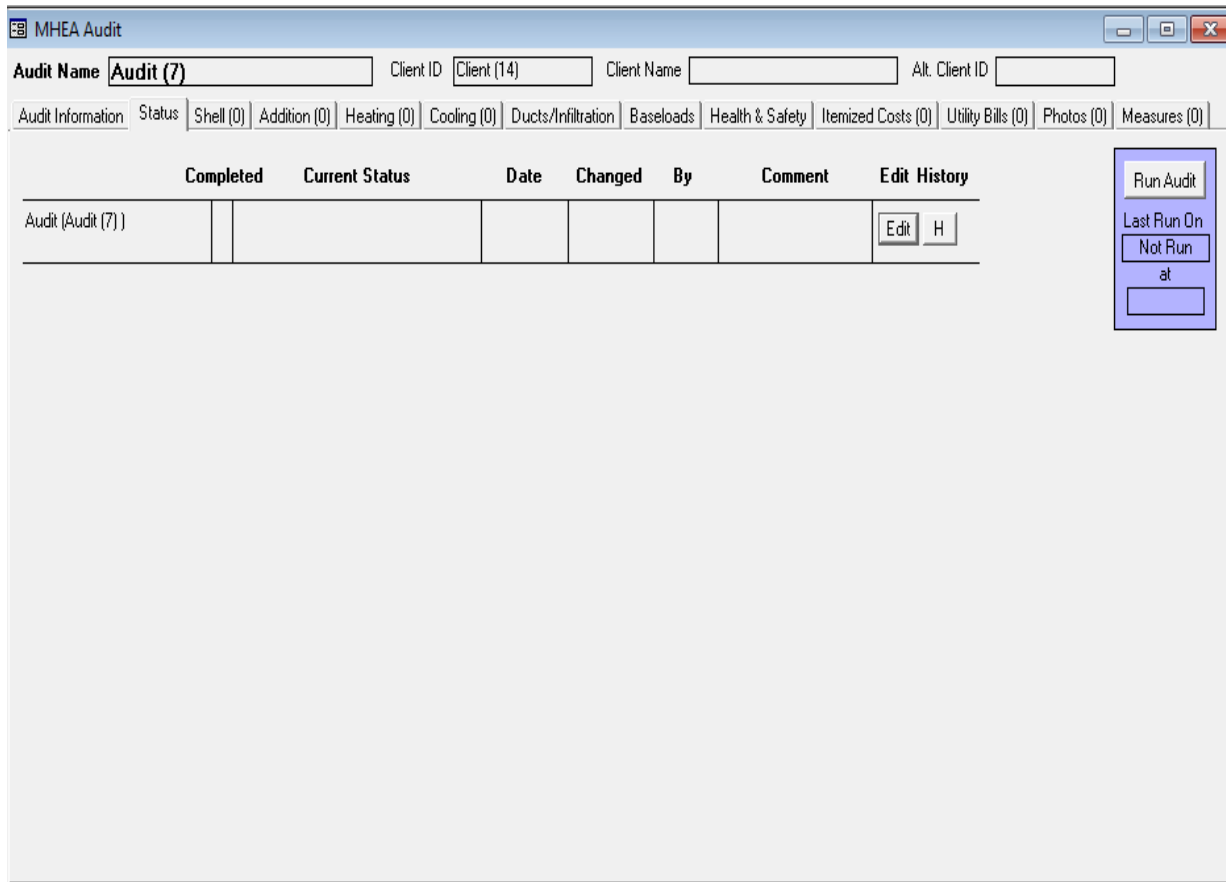 MHEA Audit
Audit Name Audit (7) Client ID Client (14) Client Name Alt. Client ID
Audit Information Status Shell (0) Addition (0) Heating (0) Cooling (0) Ducts/Infiltration Baseloads Health & Safety Itemized Costs (0) Utility Bills (0) Photos (0) Measures (0)
Completed Current Status Date Changed By Comment Edit History
Audit (Audit (7) ) Edit H
Run Audit
Last Run On
Not Run
at